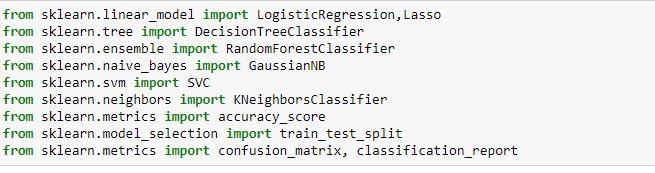 from sklearn.linear_model import LogisticRegression,Lasso
from sklearn.tree import DecisionTreeClassifier
from sklearn.ensemble import RandomForestClassifier
from sklearn.naive_bayes import GaussianNB
from sklearn.svm import SVC
from sklearn.neighbors import KNeighborsClassifier
from sklearn.metrics import accuracy_score
from sklearn.model_selection import train_test_split
from sklearn.metrics import confusion_matrix, classification_report